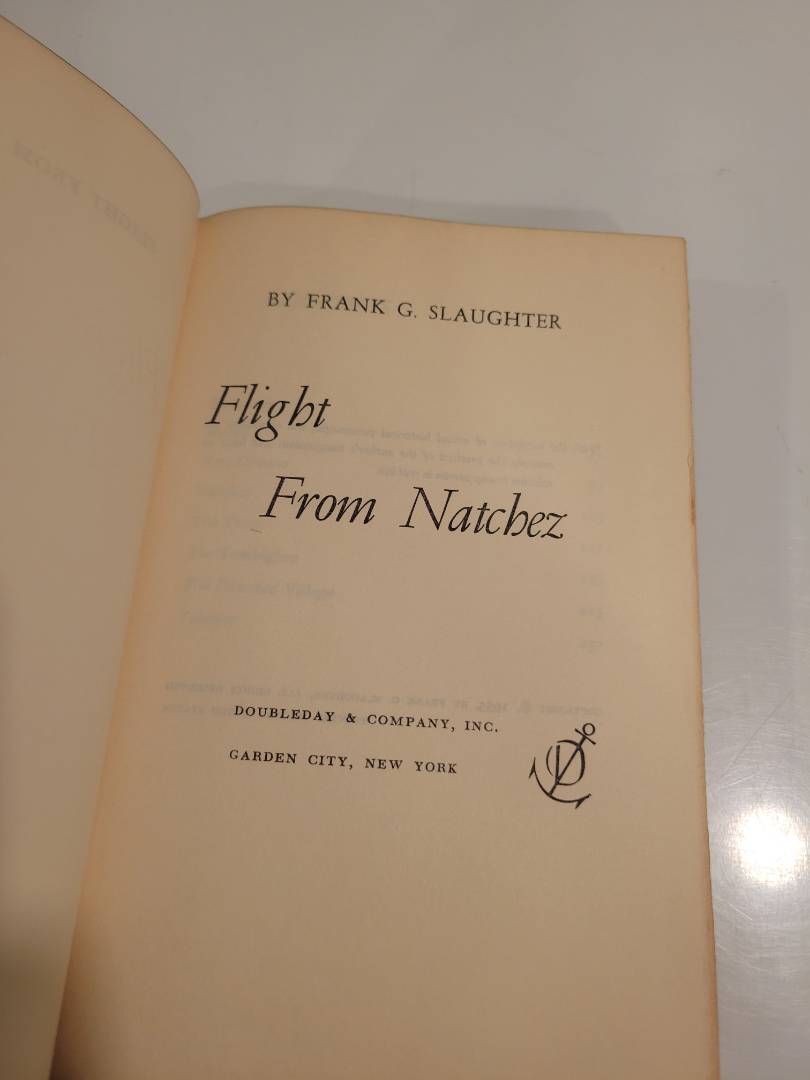 BY FRANK G. SLAUGHTER
Flight
From Natchez
DOUBLEDAY & COMPANY, INC.
GARDEN CITY, NEW YORK